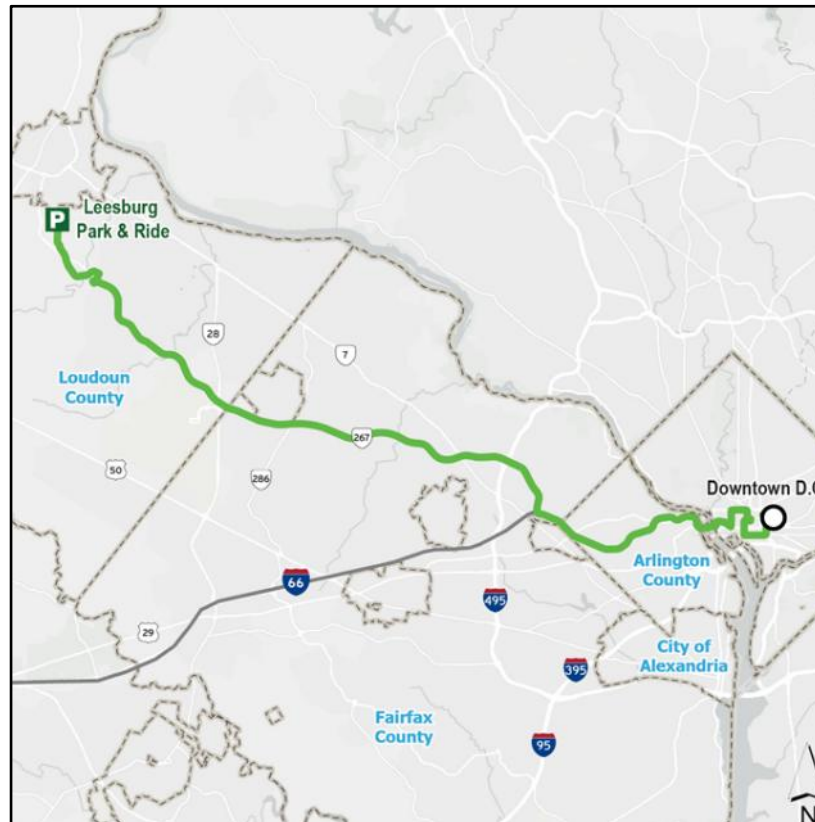 P
Leesburg
Park & Ride
28
7
Loudoun
County
267
50
286
Downtown D.C
66
Arlington
County
495
29
City of
Alexandria
395
Fairfax
County
95
N